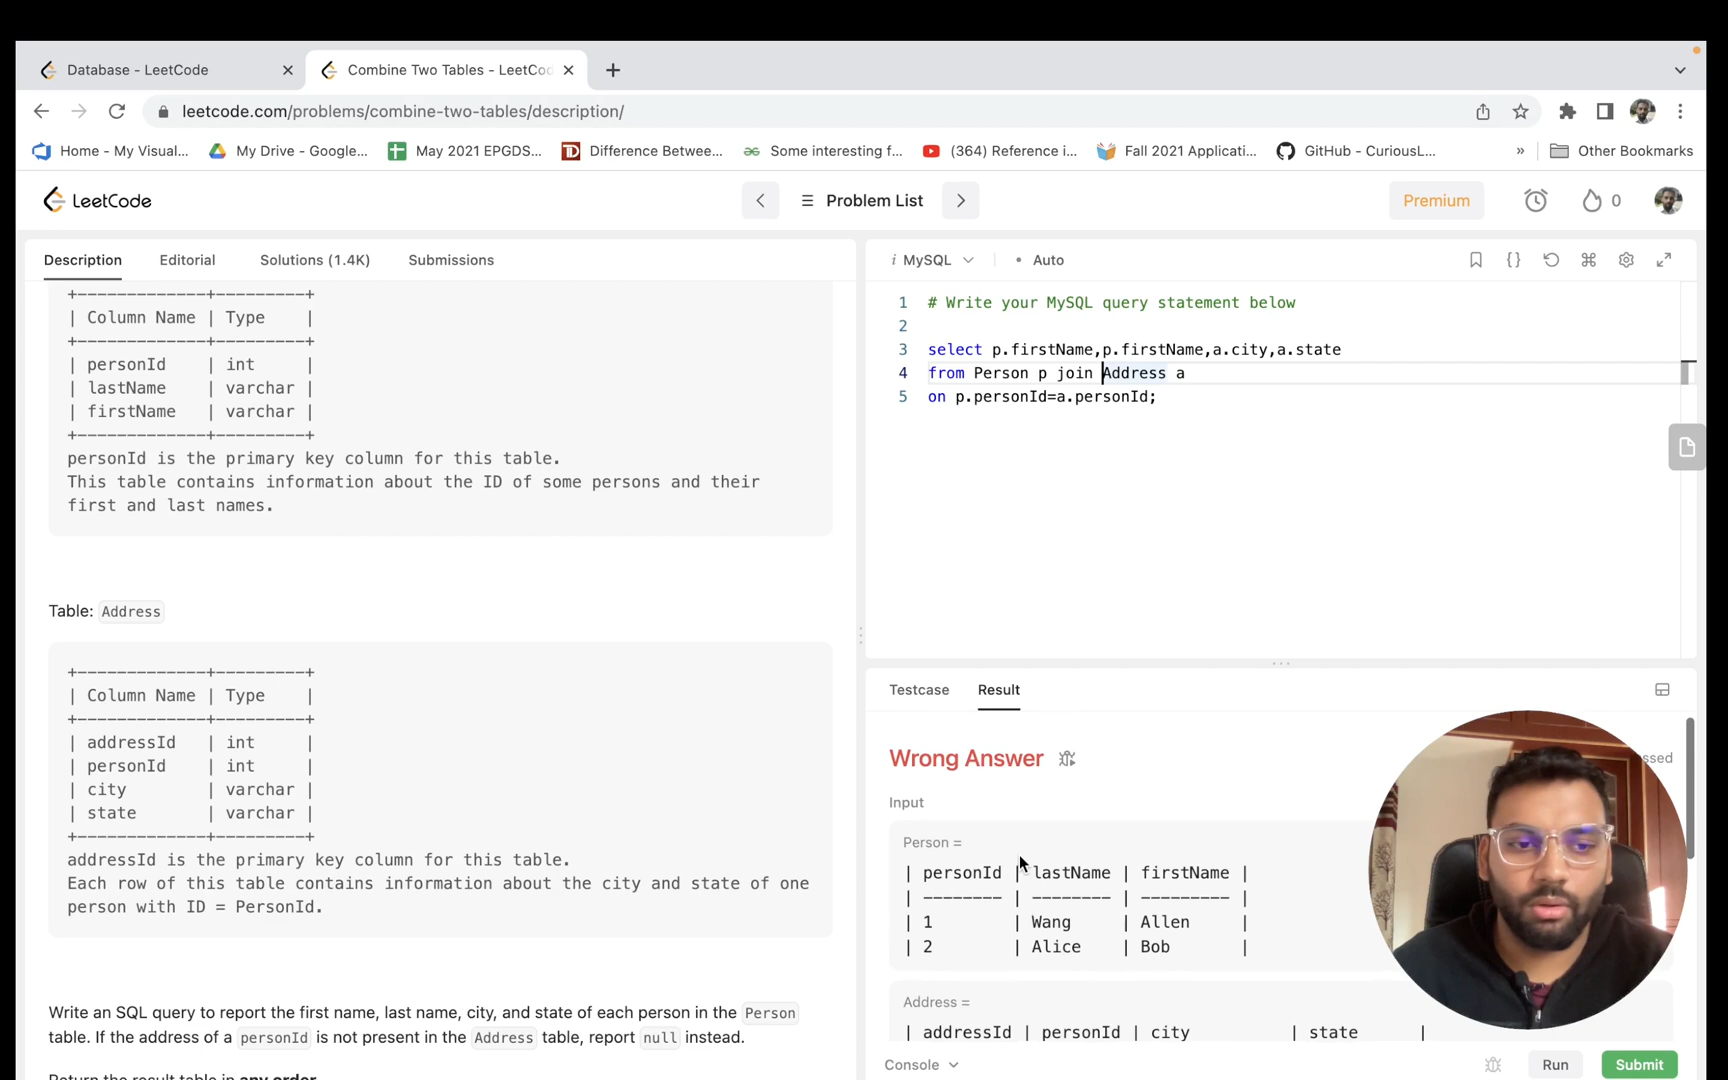 Database - LeetCode
Combine Two Tables - LeetCo
leetcode.com/problems/combine-two-tables/description/
Home - My Visual...
My Drive - Google...
May 2021 EPGDS...
Difference Betwee...
Some interesting f...
(364) Reference i...
Fall 2021 Applicati...
GitHub - CuriousL...
»
Other Bookmarks
LeetCode
Problem List
Premium
0
Description
Editorial
Solutions (1.4K)
Submissions
+-------------+---------+
| Column Name | Type    |
+-------------+---------+
| personId    | int     |
| lastName    | varchar |
| firstName   | varchar |
+-------------+---------+
personId is the primary key column for this table.
This table contains information about the ID of some persons and their
first and last names.
Table: Address
+-------------+---------+
| Column Name | Type    |
+-------------+---------+
| addressId   | int     |
| personId    | int     |
| city        | varchar |
| state       | varchar |
+-------------+---------+
addressId is the primary key column for this table.
Each row of this table contains information about the city and state of one
person with ID = PersonId.
Write an SQL query to report the first name, last name, city, and state of each person in the Person
table. If the address of a personId is not present in the Address table, report null instead.
Return the result table in any order.
i MySQL
• Auto
{}
1 # Write your MySQL query statement below
2
3 select p.firstName,p.firstName,a.city,a.state
4 from Person p join Address a
5 on p.personId=a.personId;
Testcase
Result
Wrong Answer
Input
Person =
| personId | lastName | firstName |
| -------- | -------- | --------- |
| 1        | Wang     | Allen     |
| 2        | Alice    | Bob       |
Address =
| addressId | personId | city          | state      |
Console
Run
Submit